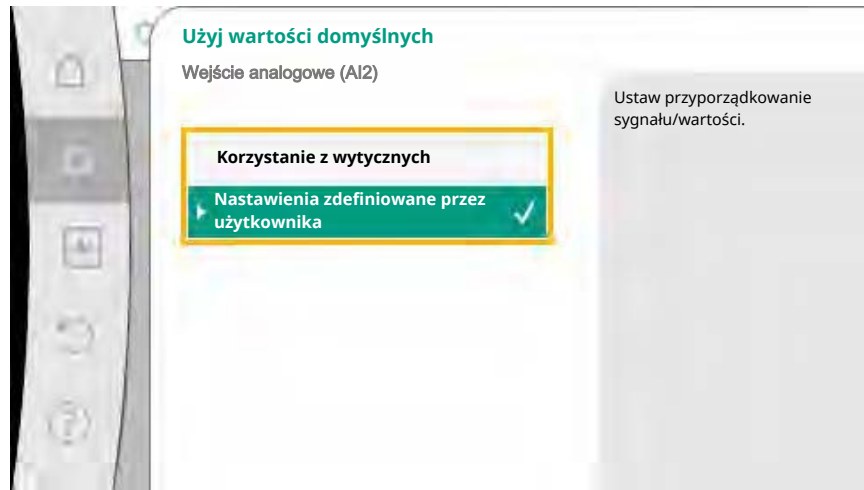 Użyj wartości domyślnych
Wejście analogowe (AI2)
Ustaw przyporządkowanie
sygnału/wartości.
Korzystanie z wytycznych
Nastawienia zdefiniowane przez
użytkownika